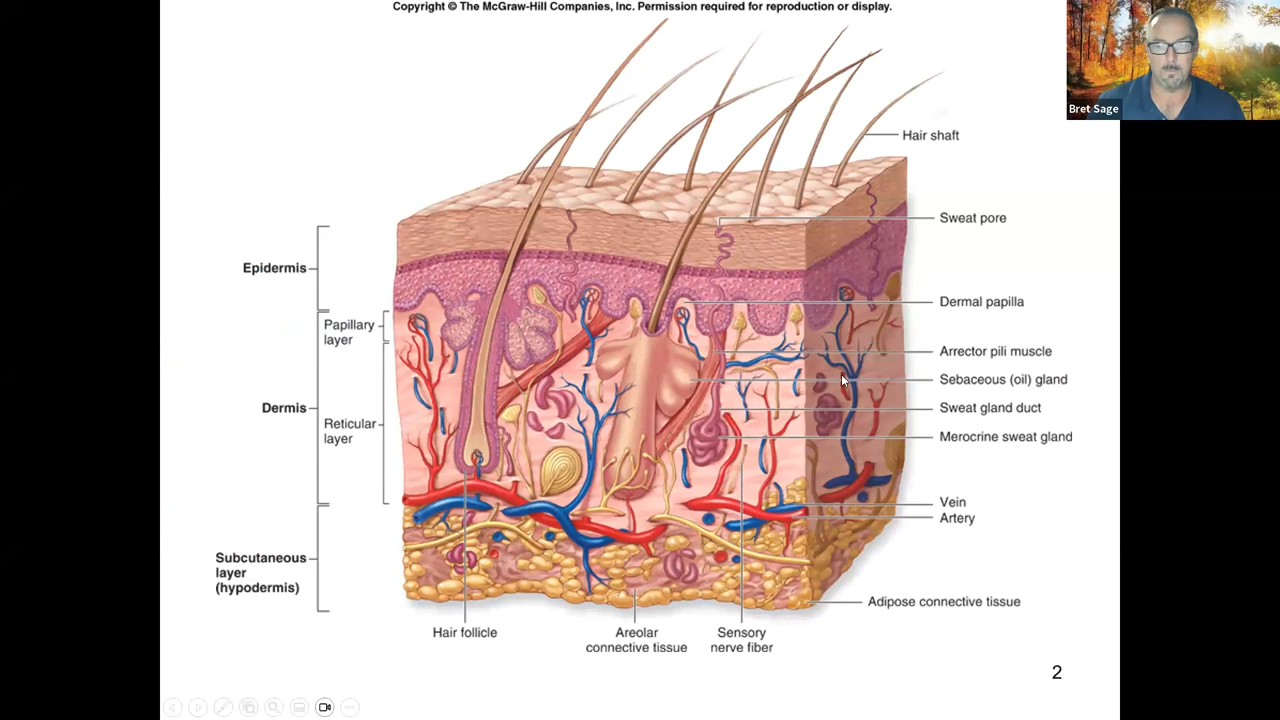 Copyright © The McGraw-Hill Companies, Inc. Permission required for reproduction or display.
Bret Sage
Hair shaft
Sweat pore
Epidermis
Dermal papilla
Papillary
layer
Arrector pili muscle
Sebaceous (oil) gland
Dermis
Sweat gland duct
Reticular
layer
Merocrine sweat gland
Vein
Artery
Subcutaneous
layer
(hypodermis)
Adipose connective tissue
Hair follicle
Areolar
connective tissue
Sensory
nerve fiber
2